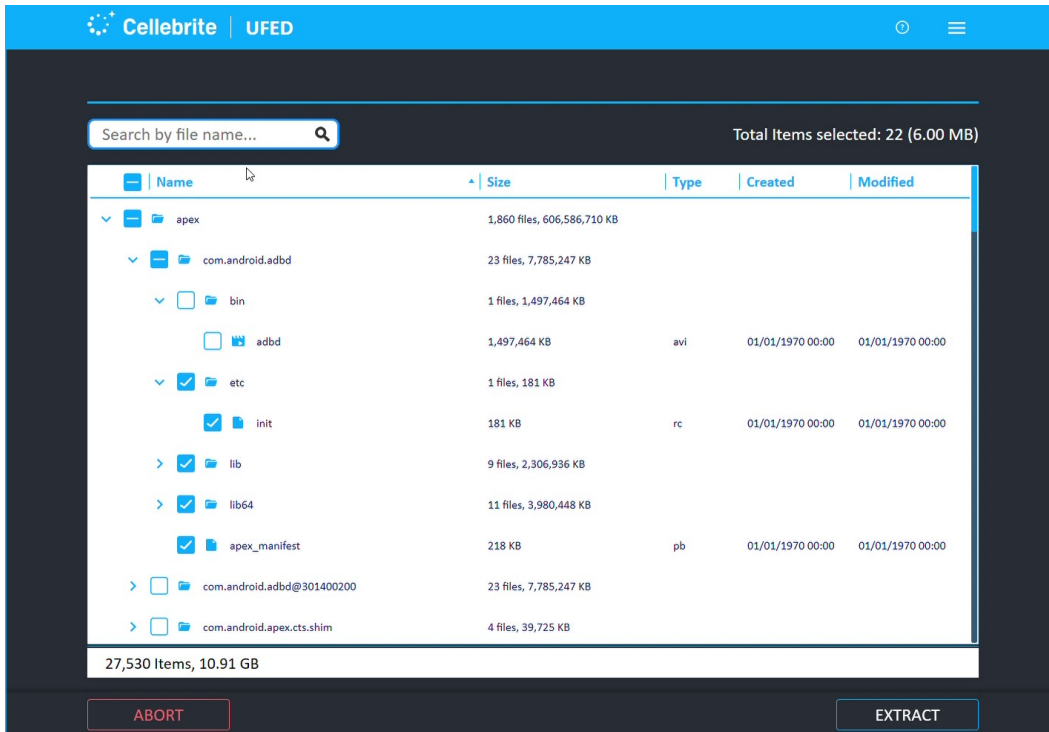 Cellebrite | UFED
Search by file name...
Total Items selected: 22 (6.00 MB)
Name Size Type Created Modified
apex 1,860 files, 606,586,710 KB
com.android.adbd 23 files, 7,785,247 KB
bin 1 files, 1,497,464 KB
adbd 1,497,464 KB avi 01/01/1970 00:00 01/01/1970 00:00
etc 1 files, 181 KB
init 181 KB rc 01/01/1970 00:00 01/01/1970 00:00
lib 9 files, 2,306,936 KB
lib64 11 files, 3,980,448 KB
apex_manifest 218 KB pb 01/01/1970 00:00 01/01/1970 00:00
com.android.adbd@301400200 23 files, 7,785,247 KB
com.android.apex.cts.shim 4 files, 39,725 KB
27,530 Items, 10.91 GB
ABORT EXTRACT